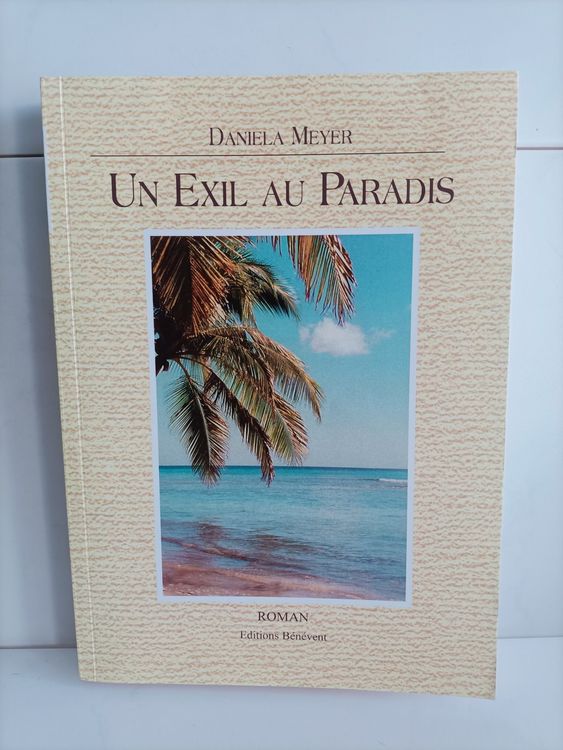 DANIELA MEYER
UN EXIL AU PARADIS
ROMAN
Editions Bénévent